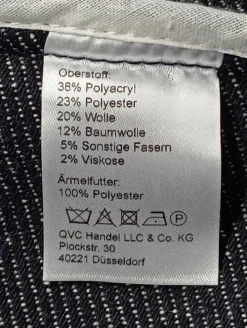 Oberstoff:
38% Polyacryl
23% Polyester
20% Wolle
12% Baumwolle
5% Sonstige Fasern
2% Viskose
Ärmelfutter:
100% Polyester
P
QVC Handel LLC & Co. KG
Plockstr. 30
40221 Düsseldorf